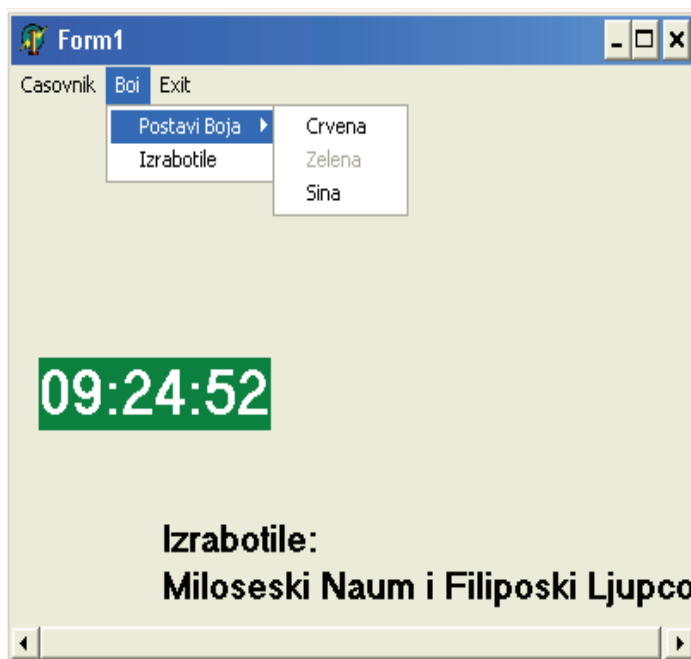 Form1
Casovnik Boi Exit
Postavi Boja Crvena
Izrabotile Zelena
Sina
09:24:52
Izrabotile:
Miloseski Naum i Filiposki Ljupco